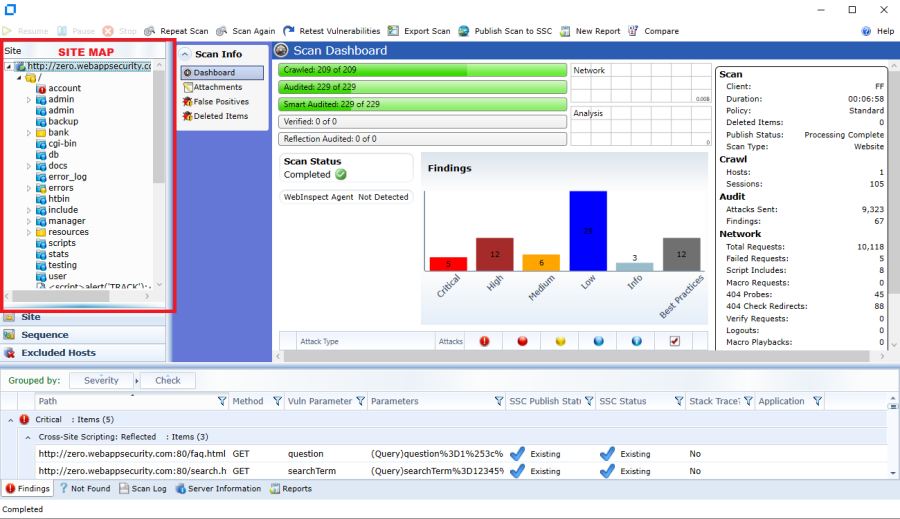 Resume Pause Stop Repeat Scan Scan Again Retest Vulnerabilities Export Scan Publish Scan to SSC New Report Compare Help
Site SITE MAP
http://zero.webappsecurity.cc
/
account
admin
admin
backup
bank
cgi-bin
db
docs
error_log
errors
htbin
include
manager
resources
scripts
stats
testing
user
<script>alert('TRACK');
Site
Sequence
Excluded Hosts
Scan Info
Dashboard
Attachments
False Positives
Deleted Items
Scan Dashboard
Crawled: 209 of 209
Audited: 229 of 229
Smart Audited: 229 of 229
Verified: 0 of 0
Reflection Audited: 0 of 0
Network
0.00B
Analysis
0
Scan Status
Completed
WebInspect Agent Not Detected
Findings
5 12 6 29 3 12
Critical High Medium Low Info Best Practices
Attack Type Attacks
Scan
Client: FF
Duration: 00:06:58
Policy: Standard
Deleted Items: 0
Publish Status: Processing Complete
Scan Type: Website
Crawl
Hosts: 1
Sessions: 105
Audit
Attacks Sent: 9,323
Findings: 67
Network
Total Requests: 10,118
Failed Requests: 5
Script Includes: 8
Macro Requests: 0
404 Probes: 45
404 Check Redirects: 88
Verify Requests: 0
Logouts: 0
Macro Playbacks: 0
Grouped by: Severity Check
Path Method Vuln Parameter Parameters SSC Publish Statu SSC Status Stack Trace? Application
Critical : Items (5)
Cross-Site Scripting: Reflected : Items (3)
http://zero.webappsecurity.com:80/faq.html GET question (Query)question%3D1%253c% Existing Existing No
http://zero.webappsecurity.com:80/search.h GET searchTerm (Query)searchTerm%3D12345% Existing Existing No
Findings Not Found Scan Log Server Information Reports
Completed